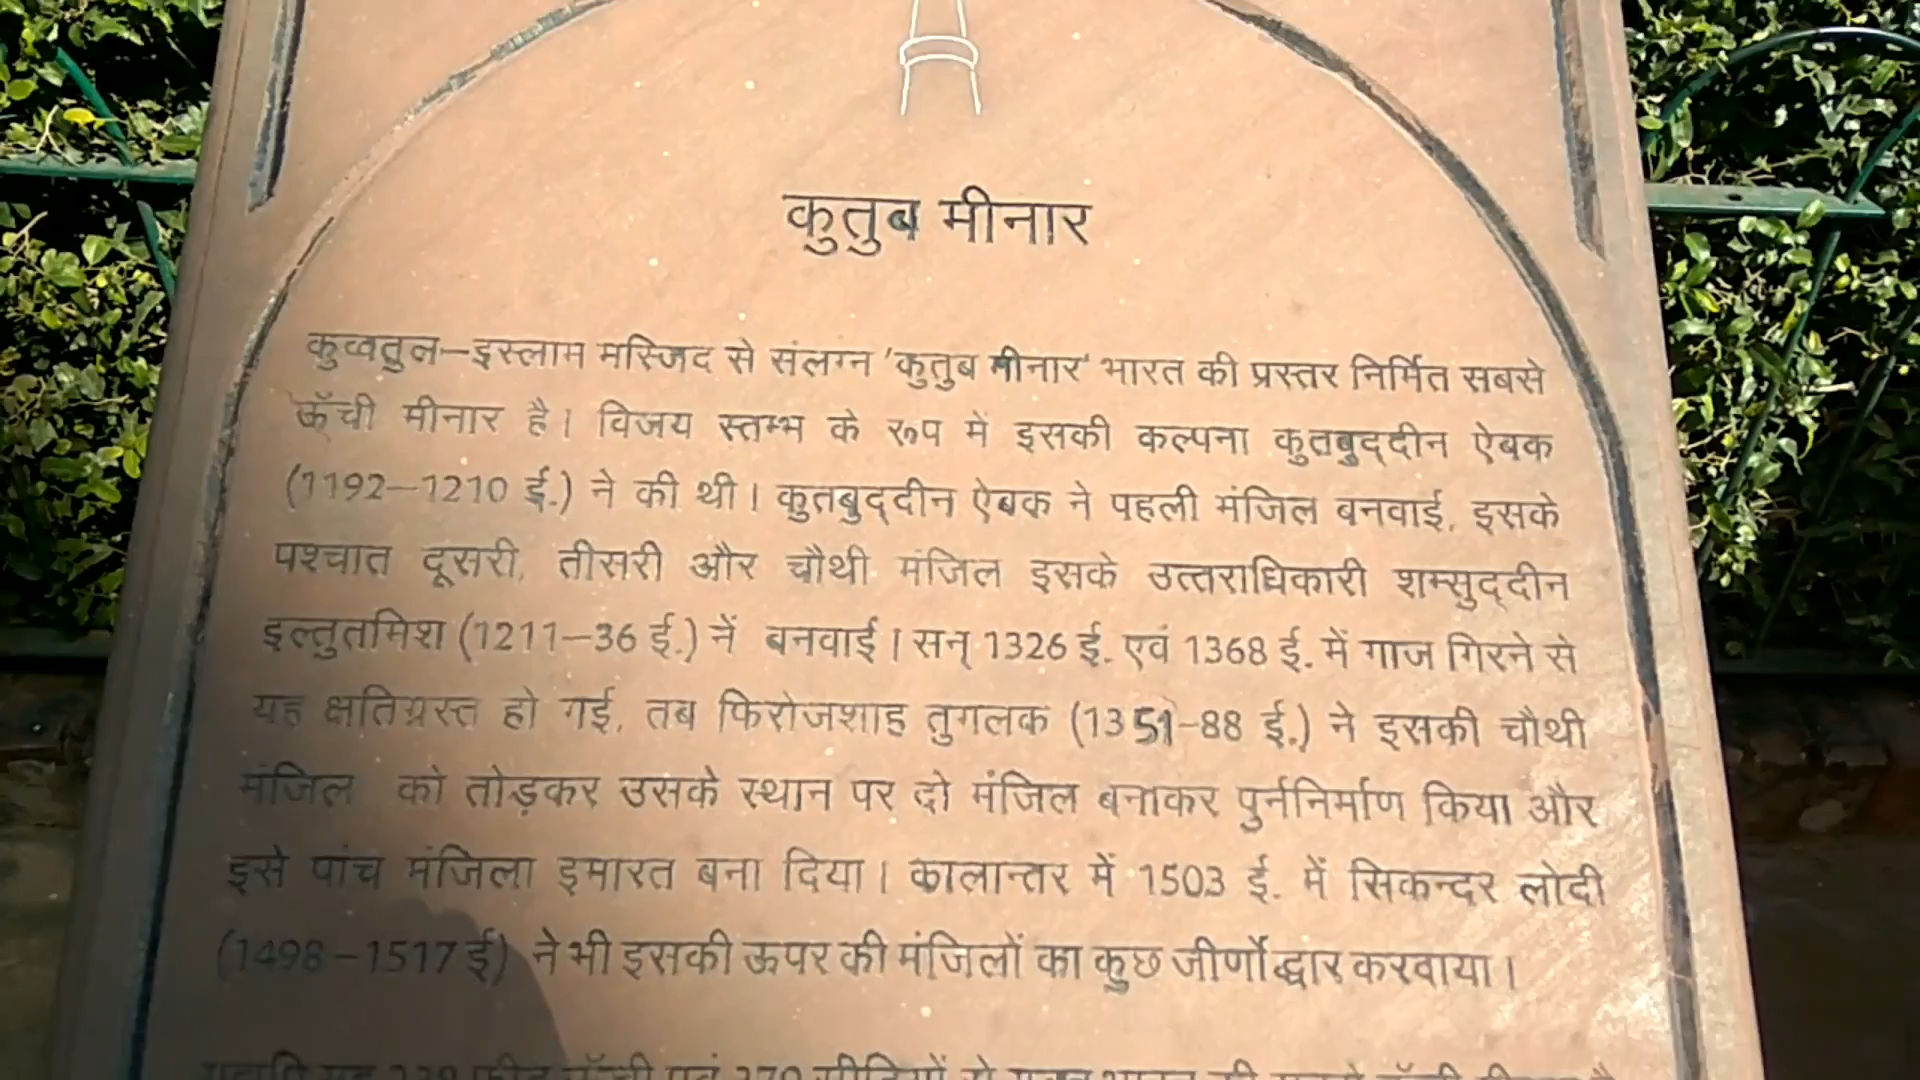 कुतुब मीनार
कुव्वतुल–इस्लाम मस्जिद से संलग्न 'कुतुब मीनार' भारत की प्रस्तर निर्मित सबसे
ऊँची मीनार है। विजय स्तम्भ के रूप मे इसकी कल्पना कुतबुद्दीन ऐबक
(1192–1210 ई.) ने की थी। कुतबुद्दीन ऐबक ने पहली मंजिल बनवाई, इसके
पश्चात दूसरी, तीसरी और चौथी मंजिल इसके उत्तराधिकारी शम्सुद्दीन
इल्तुतमिश (1211–36 ई.) नें बनवाई। सन् 1326 ई. एवं 1368 ई. में गाज गिरने से
यह क्षतिग्रस्त हो गई, तब फिरोजशाह तुगलक (1351–88 ई.) ने इसकी चौथी
मंजिल को तोड़कर उसके स्थान पर दो मंजिल बनाकर पुर्ननिर्माण किया और
इसे पांच मंजिला इमारत बना दिया। कालान्तर में 1503 ई. में सिकन्दर लोदी
(1498–1517 ई) ने भी इसकी ऊपर की मंजिलों का कुछ जीर्णोद्धार करवाया।